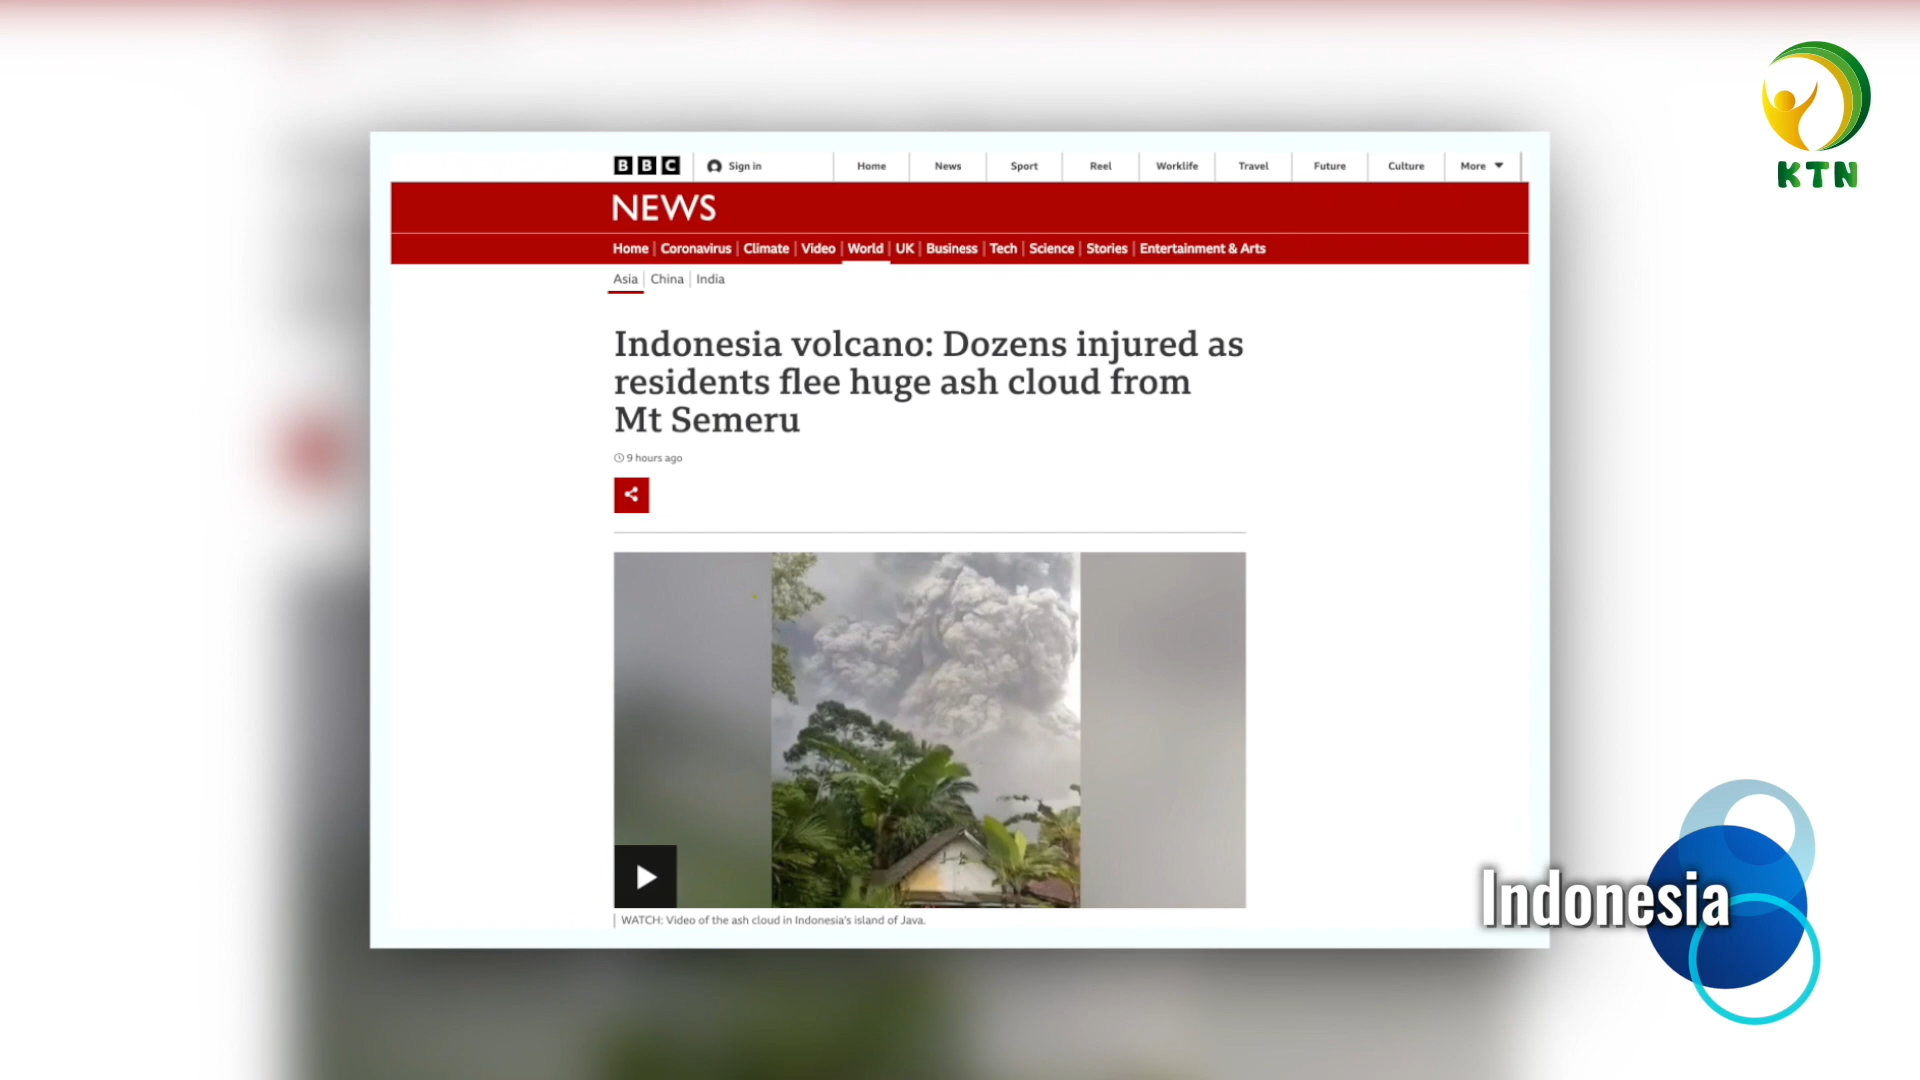 KTN
BBC Sign in Home News Sport Reel Worklife Travel Future Culture More
NEWS
Home Coronavirus Climate Video World UK Business Tech Science Stories Entertainment & Arts
Asia China India
Indonesia volcano: Dozens injured as
residents flee huge ash cloud from
Mt Semeru
9 hours ago
WATCH: Video of the ash cloud in Indonesia's island of Java.
Indonesia